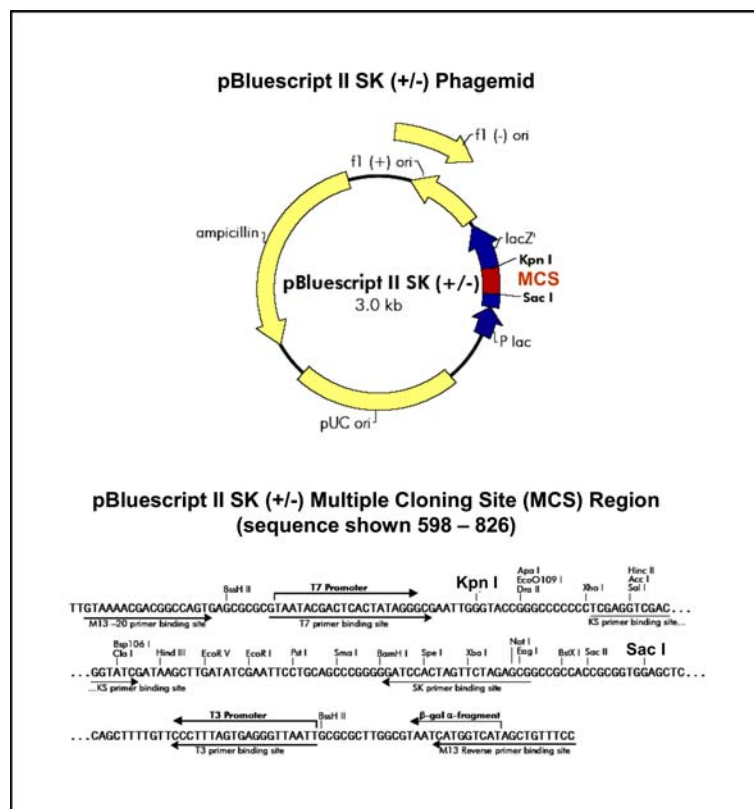 pBluescript II SK (+/-) Phagemid
f1 (-) ori
f1 (+) ori
ampicillin
lacZ'
Kpn I
pBluescript II SK (+/-)
MCS
3.0 kb
Sac I
P lac
pUC ori
pBluescript II SK (+/-) Multiple Cloning Site (MCS) Region
(sequence shown 598 – 826)
Apa I
EcoO109 I
Dra II
Hinc II
Acc I
Sal I
BssH II
T7 Promoter
Kpn I
Xho I
TTGTAAAACGACGGCCAGTGAGCGCGCGTAATACGACTCACTATAGGGCGAATTGGGTACCGGGCCCCCCCTCGAGGTCGAC...
M13 -20 primer binding site
T7 primer binding site
KS primer binding site...
Bsp106 I
Cla I
Hind III
EcoR V
EcoR I
Pst I
Sma I
BamH I
Spe I
Xba I
Not I
Eag I
BstX I
Sac II
Sac I
...GGTATCGATAAGCTTGATATCGAATTCCTGCAGCCCGGGGGATCCACTAGTTCTAGAGCGGCCGCCACCGCGGTGGAGCTC...
...KS primer binding site
SK primer binding site
T3 Promoter
BssH II
β-gal α-fragment
...CAGCTTTTGTTCCCTTTAGTGAGGGTTAATTGCGCGCTTGGCGTAATCATGGTCATAGCTGTTTCC
T3 primer binding site
M13 Reverse primer binding site